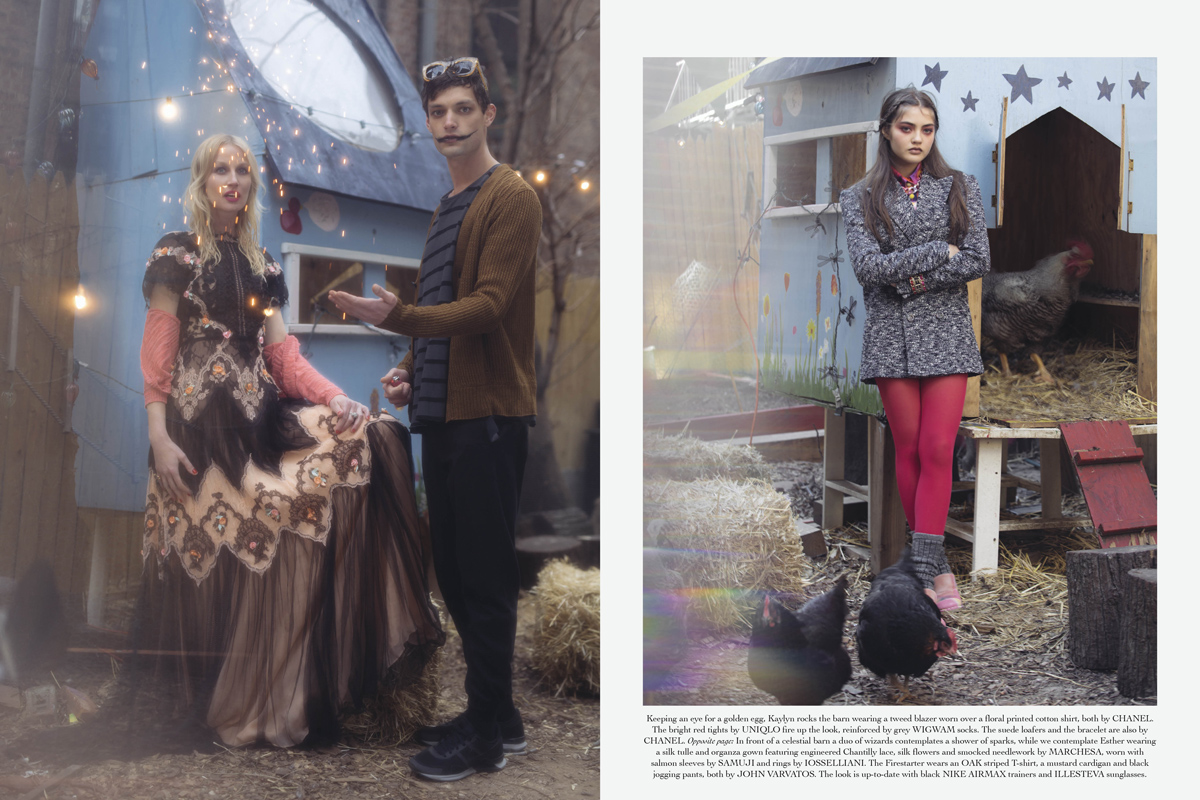 Keeping an eye for a golden egg, Kaylyn rocks the barn wearing a tweed blazer worn over a floral printed cotton shirt, both by CHANEL.
The bright red tights by UNIQLO fire up the look, reinforced by grey WIGWAM socks. The suede loafers and the bracelet are also by
CHANEL. Opposite page: In front of a celestial barn a duo of wizards contemplates a shower of sparks, while we contemplate Esther wearing
a silk tulle and organza gown featuring engineered Chantilly lace, silk flowers and smocked needlework by MARCHESA, worn with
salmon sleeves by SAMUJI and rings by IOSSELLIANI. The Firestarter wears an OAK striped T-shirt, a mustard cardigan and black
jogging pants, both by JOHN VARVATOS. The look is up-to-date with black NIKE AIRMAX trainers and ILLESTEVA sunglasses.